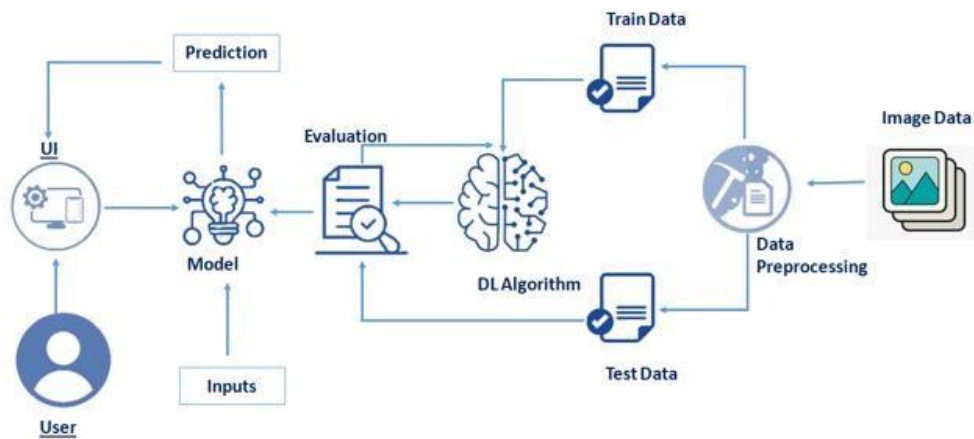 Train Data
Prediction
Image Data
Evaluation
UI
Model
DL Algorithm
Data
Preprocessing
Inputs
Test Data
User